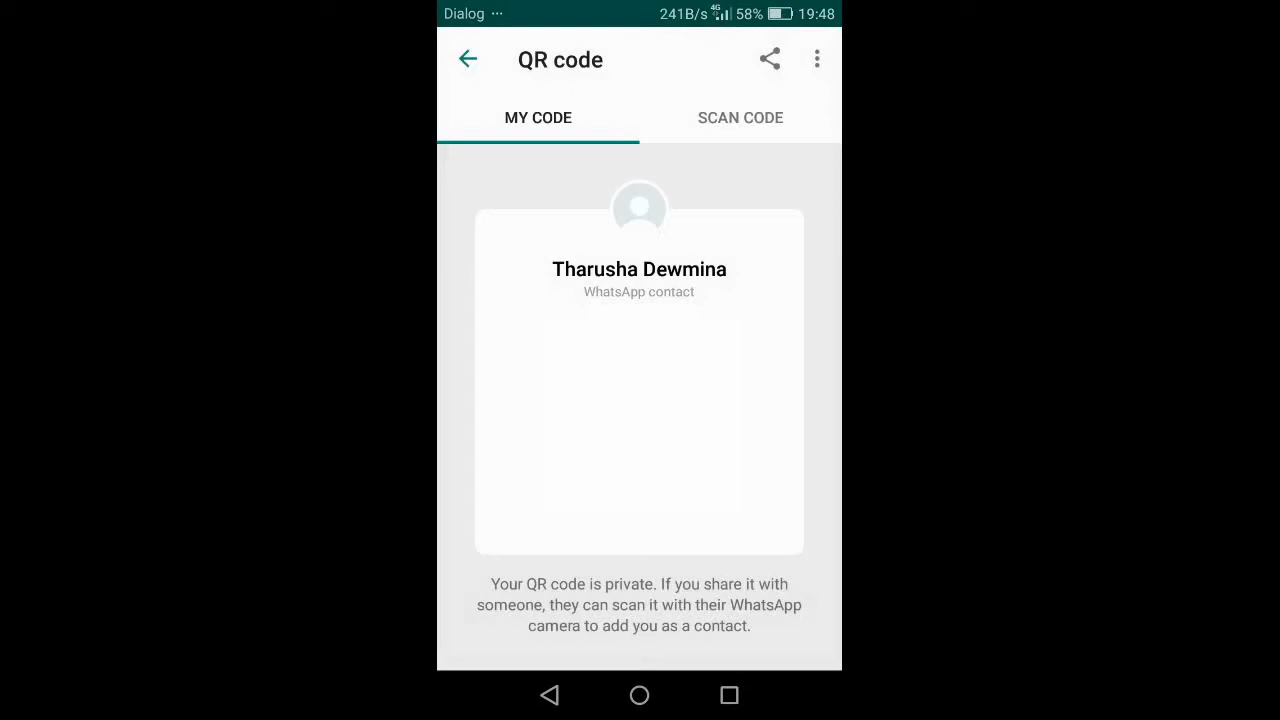 Dialog ... 241B/s 4G 58% 19:48
QR code
MY CODE SCAN CODE
Tharusha Dewmina
WhatsApp contact
Your QR code is private. If you share it with
someone, they can scan it with their WhatsApp
camera to add you as a contact.